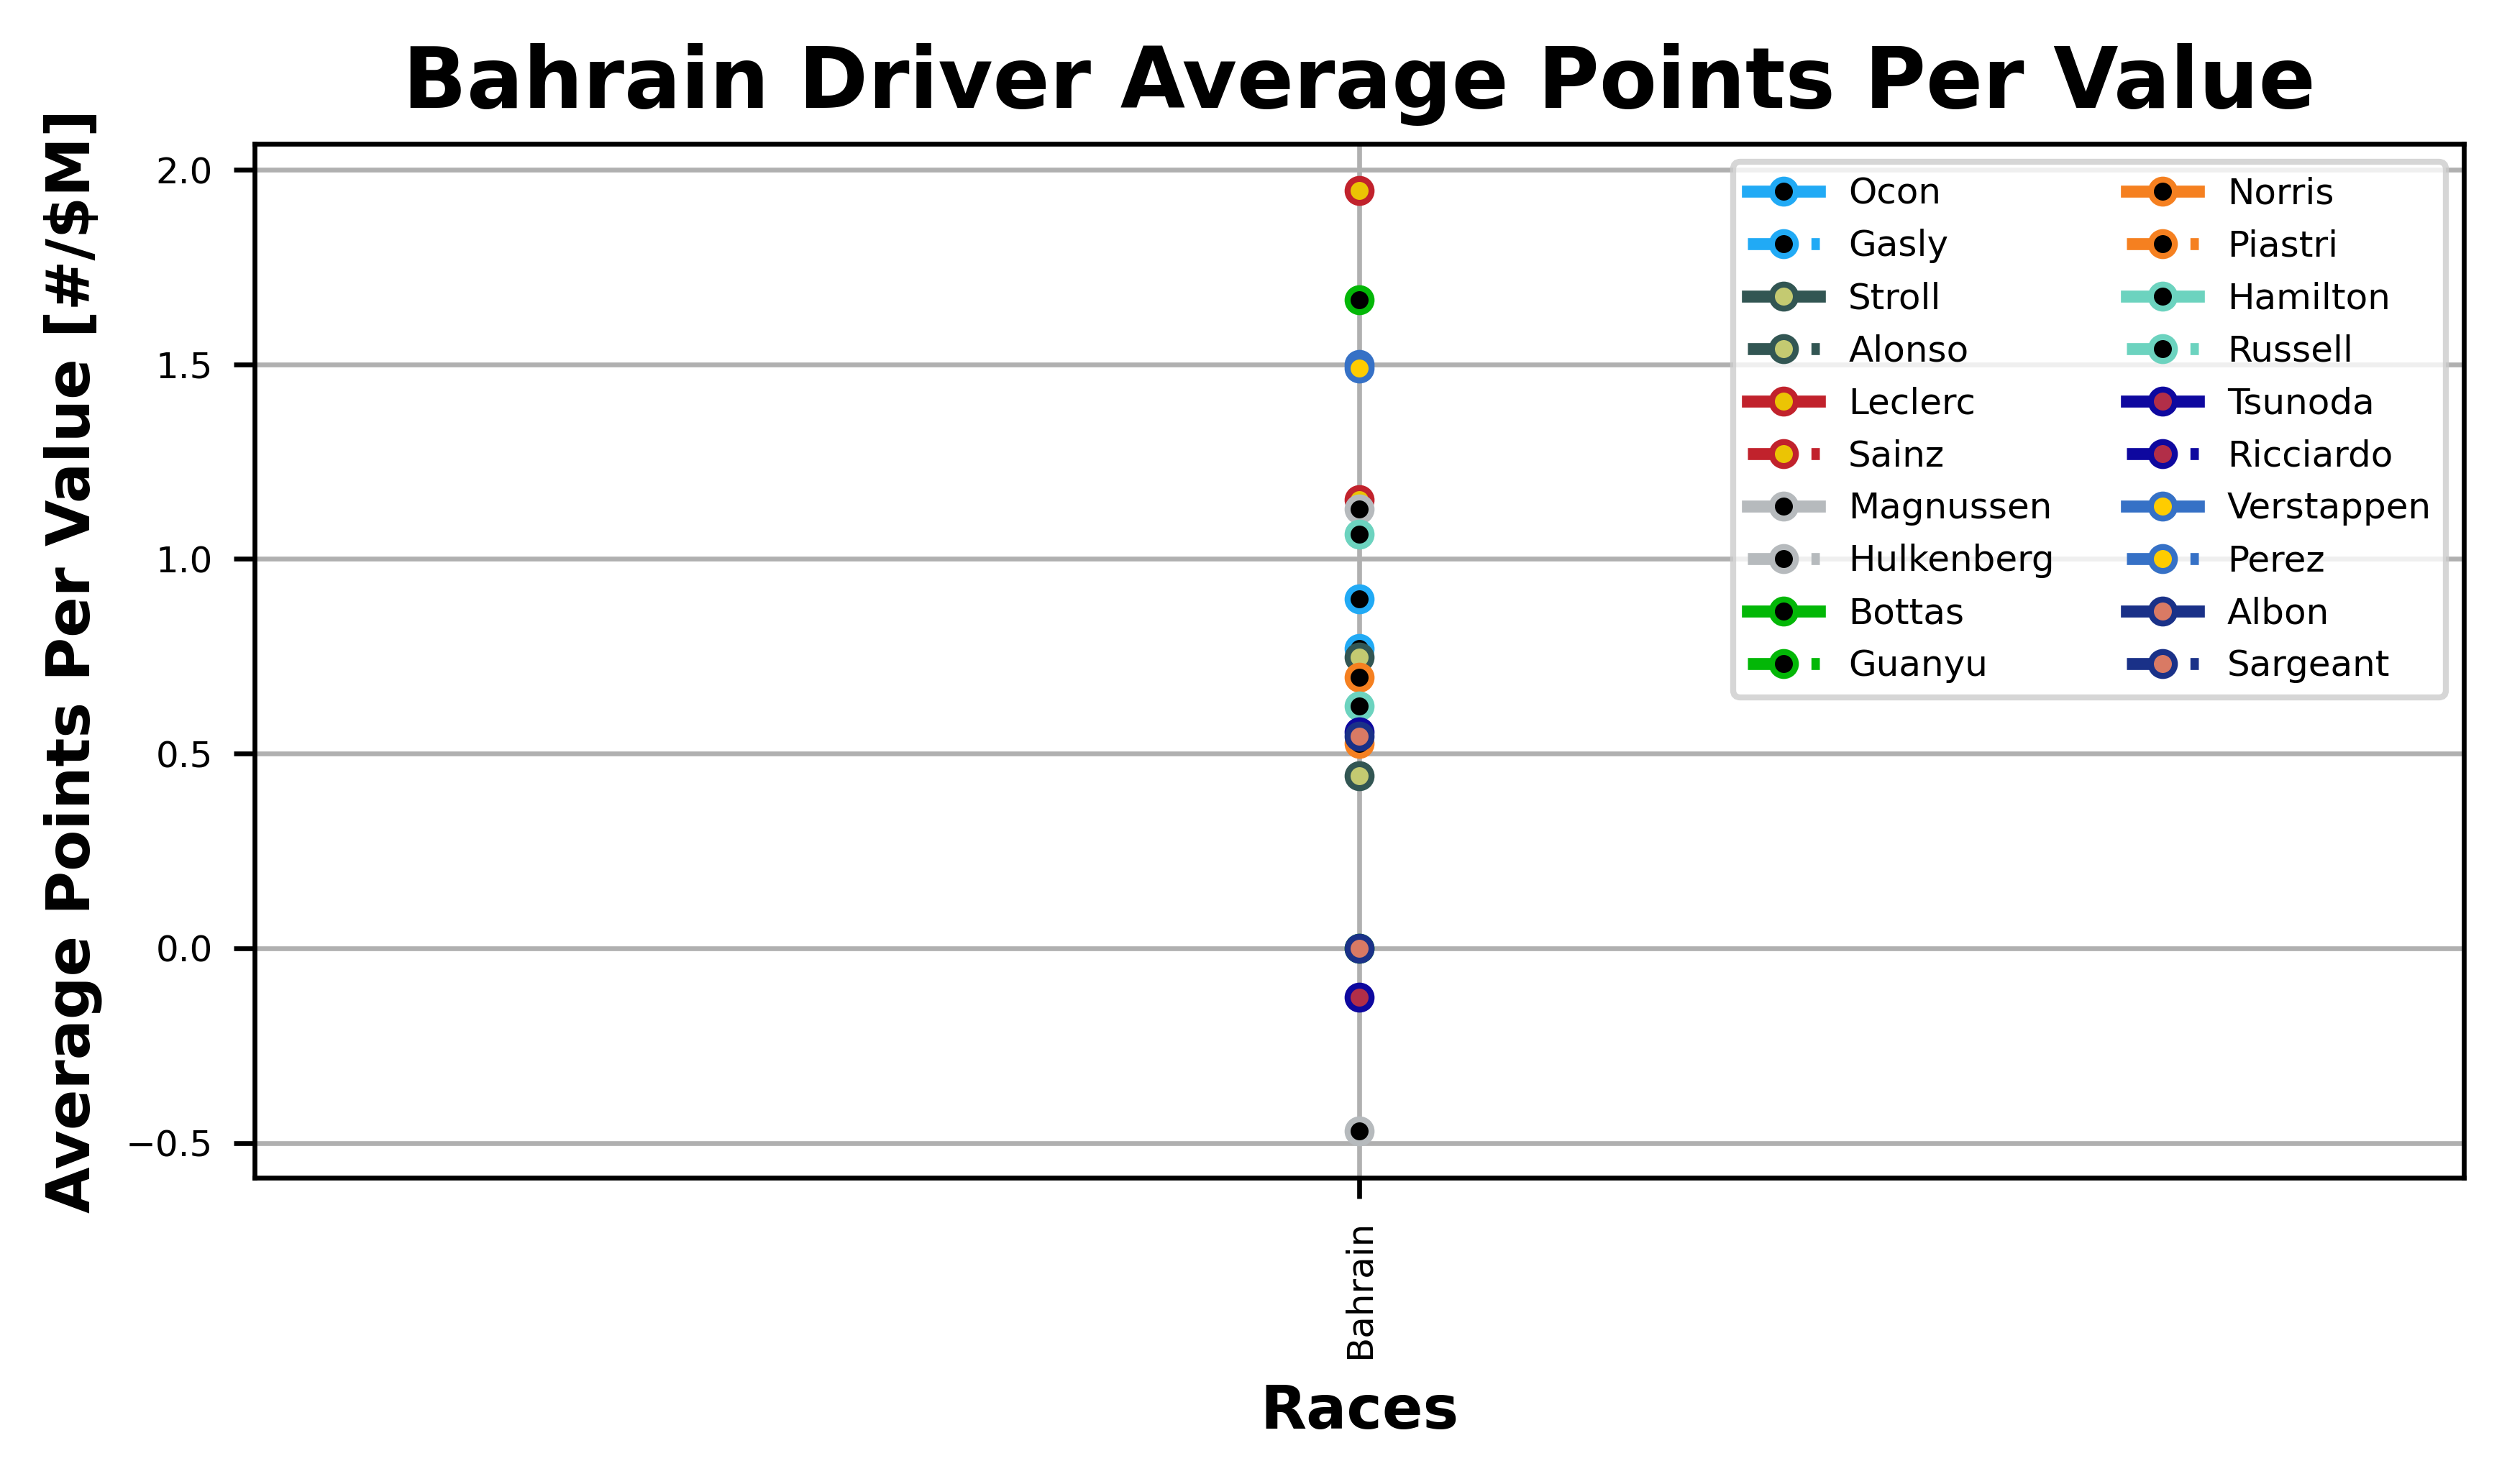 Bahrain Driver Average Points Per Value
Average Points Per Value [#/$M]
2.0
1.5
1.0
0.5
0.0
−0.5
Ocon
Gasly
Stroll
Alonso
Leclerc
Sainz
Magnussen
Hulkenberg
Bottas
Guanyu
Norris
Piastri
Hamilton
Russell
Tsunoda
Ricciardo
Verstappen
Perez
Albon
Sargeant
Bahrain
Races